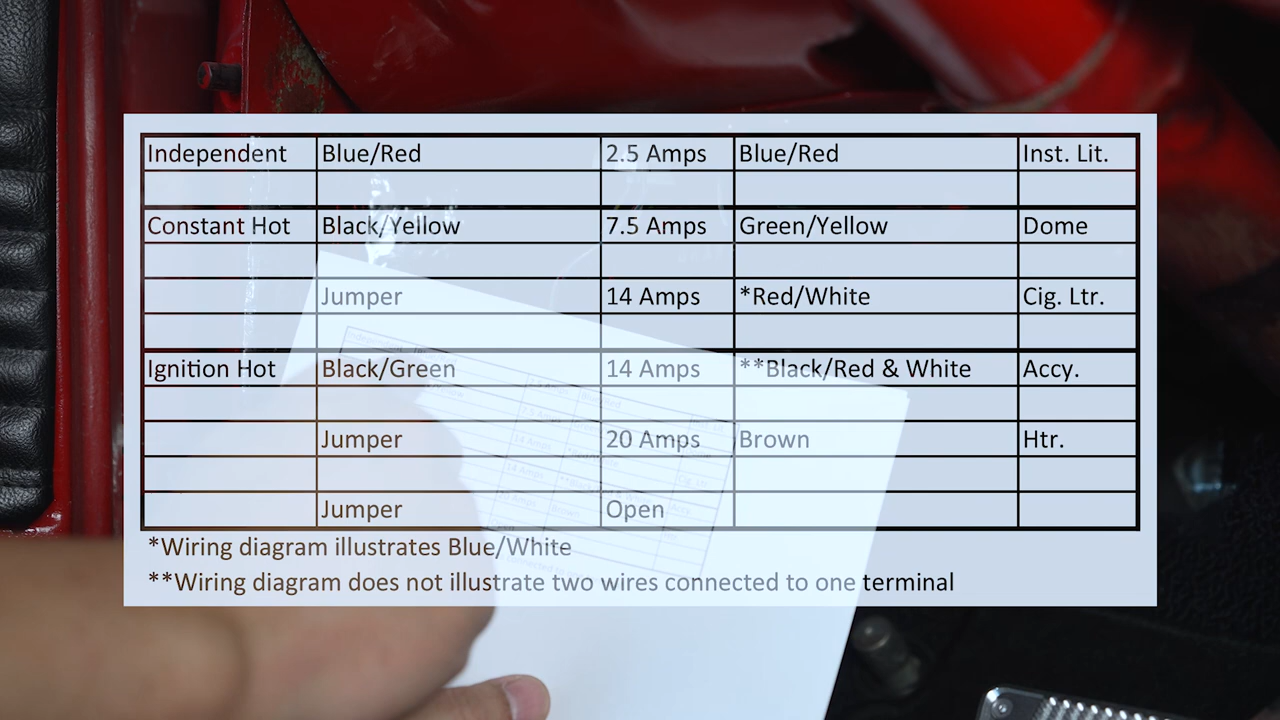 Independent Blue/Red 2.5 Amps Blue/Red Inst. Lit.
Constant Hot Black/Yellow 7.5 Amps Green/Yellow Dome
Jumper 14 Amps *Red/White Cig. Ltr.
Ignition Hot Black/Green 14 Amps **Black/Red & White Accy.
Jumper 20 Amps Brown Htr.
Jumper Open
*Wiring diagram illustrates Blue/White
**Wiring diagram does not illustrate two wires connected to one terminal